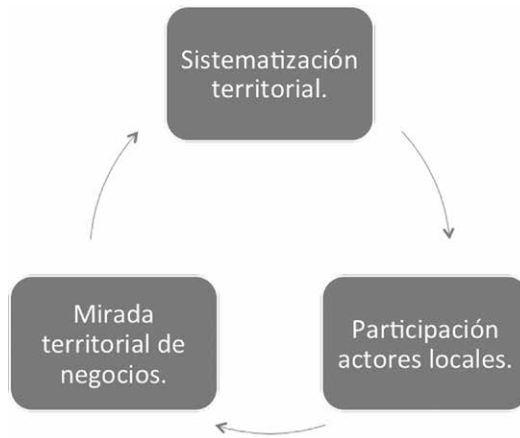 Sistematización
territorial.
Mirada
territorial de
negocios.
Participación
actores locales.